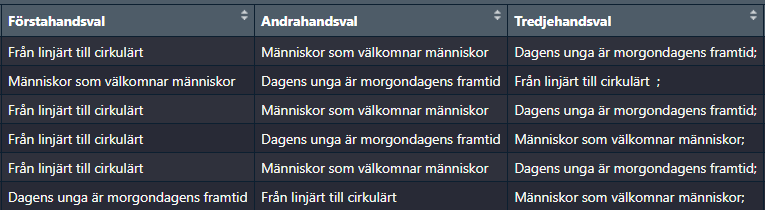 Förstahandsval Andrahandsval Tredjehandsval
Från linjärt till cirkulärt Människor som välkomnar människor Dagens unga är morgondagens framtid;
Människor som välkomnar människor Dagens unga är morgondagens framtid Från linjärt till cirkulärt ;
Från linjärt till cirkulärt Människor som välkomnar människor Dagens unga är morgondagens framtid;
Från linjärt till cirkulärt Dagens unga är morgondagens framtid Människor som välkomnar människor;
Från linjärt till cirkulärt Människor som välkomnar människor Dagens unga är morgondagens framtid;
Dagens unga är morgondagens framtid Från linjärt till cirkulärt Människor som välkomnar människor;